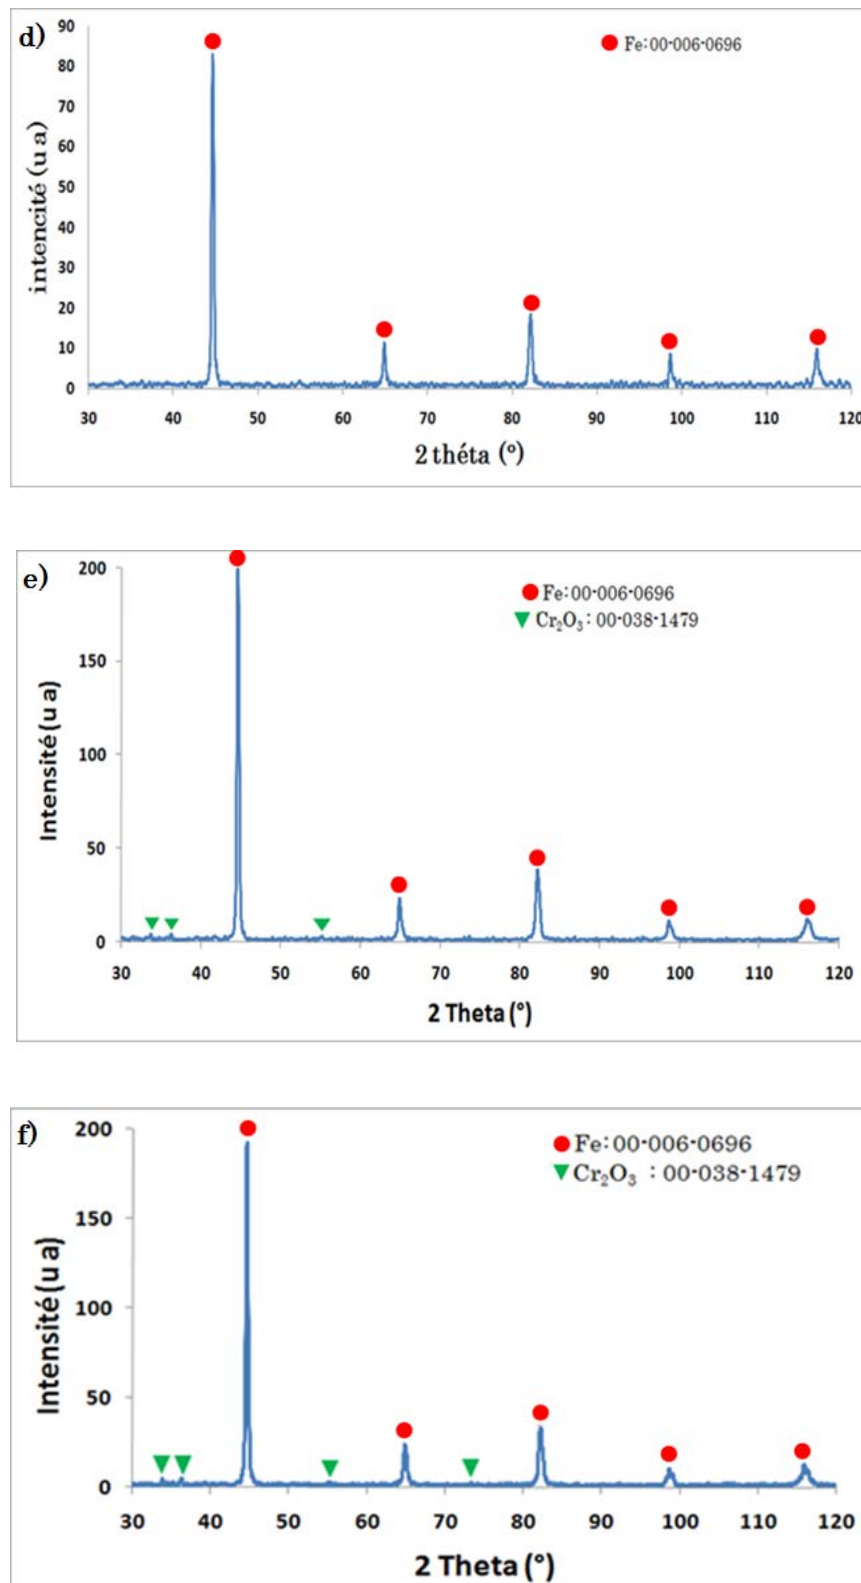 d)
90
80
70
60
50
40
30
20
10
0
intencité (u a)
Fe:00-006-0696
30 40 50 60 70 80 90 100 110 120
2 théta (°)
e)
200
150
100
50
0
Intensité (u a)
Fe:00-006-0696
Cr₂O₃: 00-038-1479
30 40 50 60 70 80 90 100 110 120
2 Theta (°)
f)
200
150
100
50
0
Intensité (u a)
Fe:00-006-0696
Cr₂O₃ : 00-038-1479
30 40 50 60 70 80 90 100 110 120
2 Theta (°)